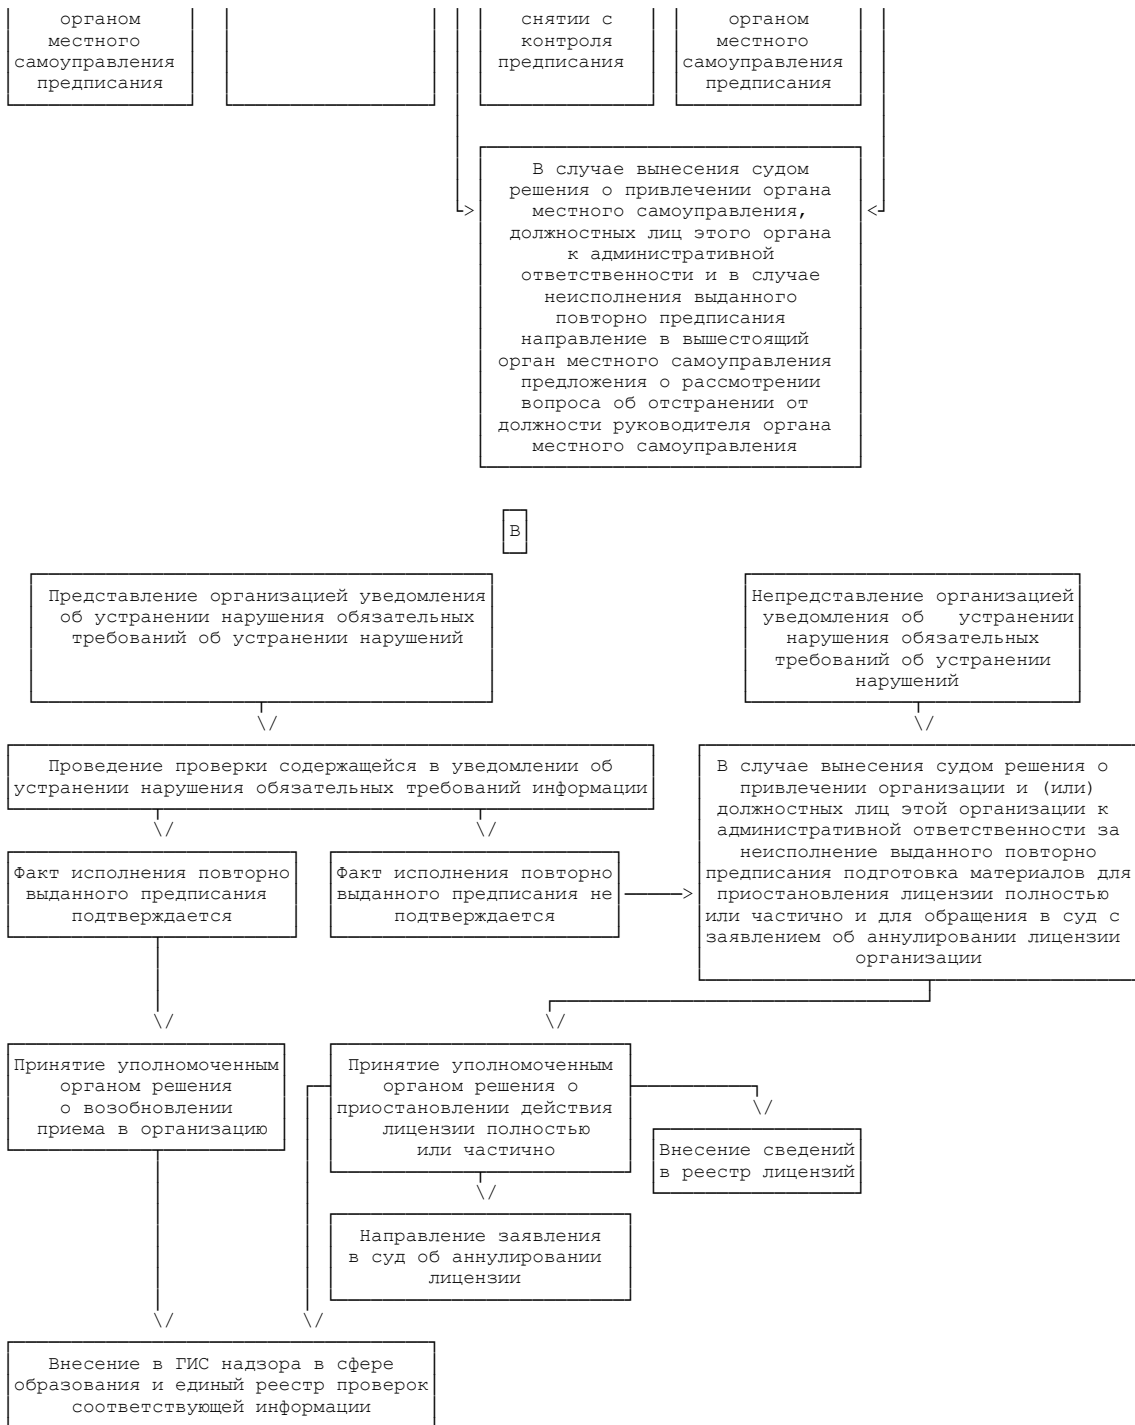 органом
местного
самоуправления
предписания
снятии с
контроля
предписания
органом
местного
самоуправления
предписания
В случае вынесения судом
решения о привлечении органа
местного самоуправления,
должностных лиц этого органа
к административной
ответственности и в случае
неисполнения выданного
повторно предписания
направление в вышестоящий
орган местного самоуправления
предложения о рассмотрении
вопроса об отстранении от
должности руководителя органа
местного самоуправления
В
Представление организацией уведомления
об устранении нарушения обязательных
требований об устранении нарушений
Непредставление организацией
уведомления об устранении
нарушения обязательных
требований об устранении
нарушений
Проведение проверки содержащейся в уведомлении об
устранении нарушения обязательных требований информации
В случае вынесения судом решения о
привлечении организации и (или)
должностных лиц этой организации к
административной ответственности за
неисполнение выданного повторно
предписания подготовка материалов для
приостановления лицензии полностью
или частично и для обращения в суд с
заявлением об аннулировании лицензии
организации
Факт исполнения повторно
выданного предписания
подтверждается
Факт исполнения повторно
выданного предписания не
подтверждается
Принятие уполномоченным
органом решения
о возобновлении
приема в организацию
Принятие уполномоченным
органом решения о
приостановлении действия
лицензии полностью
или частично
Внесение сведений
в реестр лицензий
Направление заявления
в суд об аннулировании
лицензии
Внесение в ГИС надзора в сфере
образования и единый реестр проверок
соответствующей информации